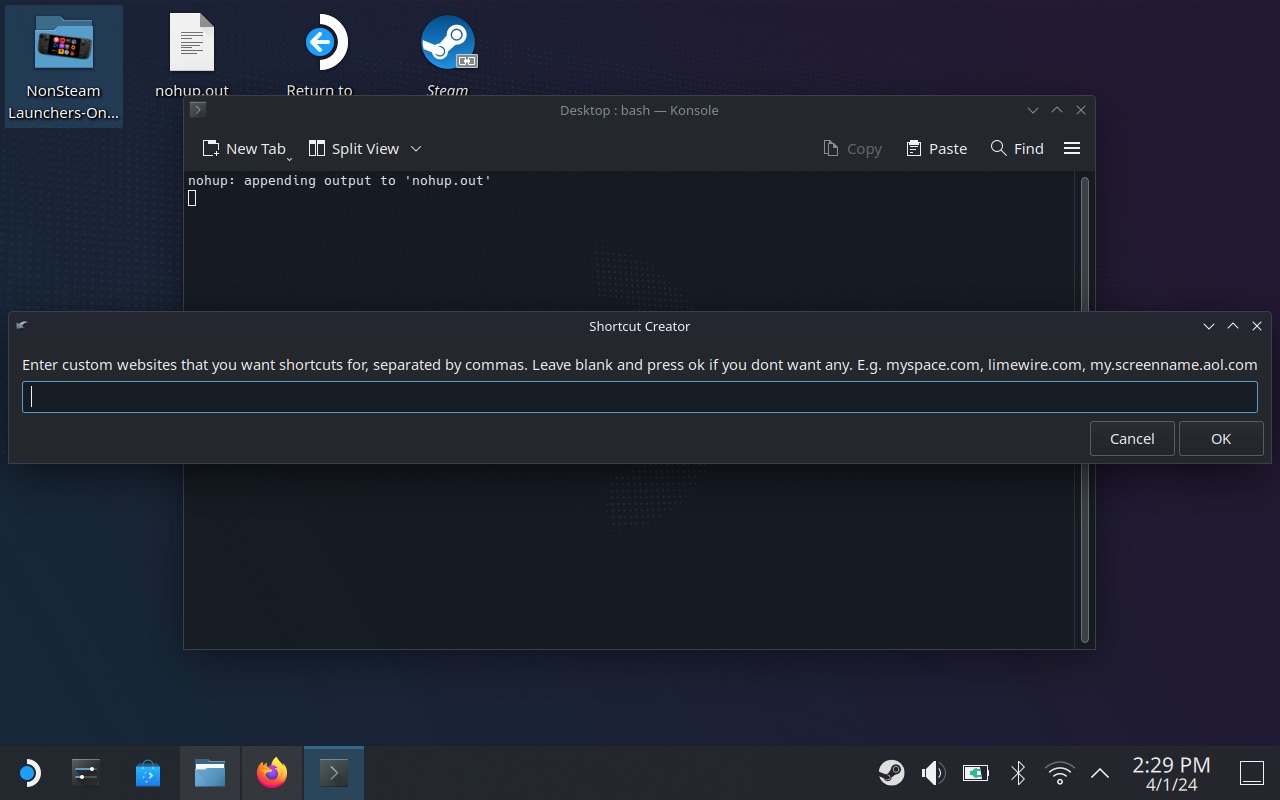 NonSteam
Launchers-On...
nohup.out
Return to
Steam
Desktop : bash — Konsole
New Tab
Split View
Copy
Paste
Find
nohup: appending output to 'nohup.out'
Shortcut Creator
Enter custom websites that you want shortcuts for, separated by commas. Leave blank and press ok if you dont want any. E.g. myspace.com, limewire.com, my.screenname.aol.com
Cancel
OK
2:29 PM
4/1/24